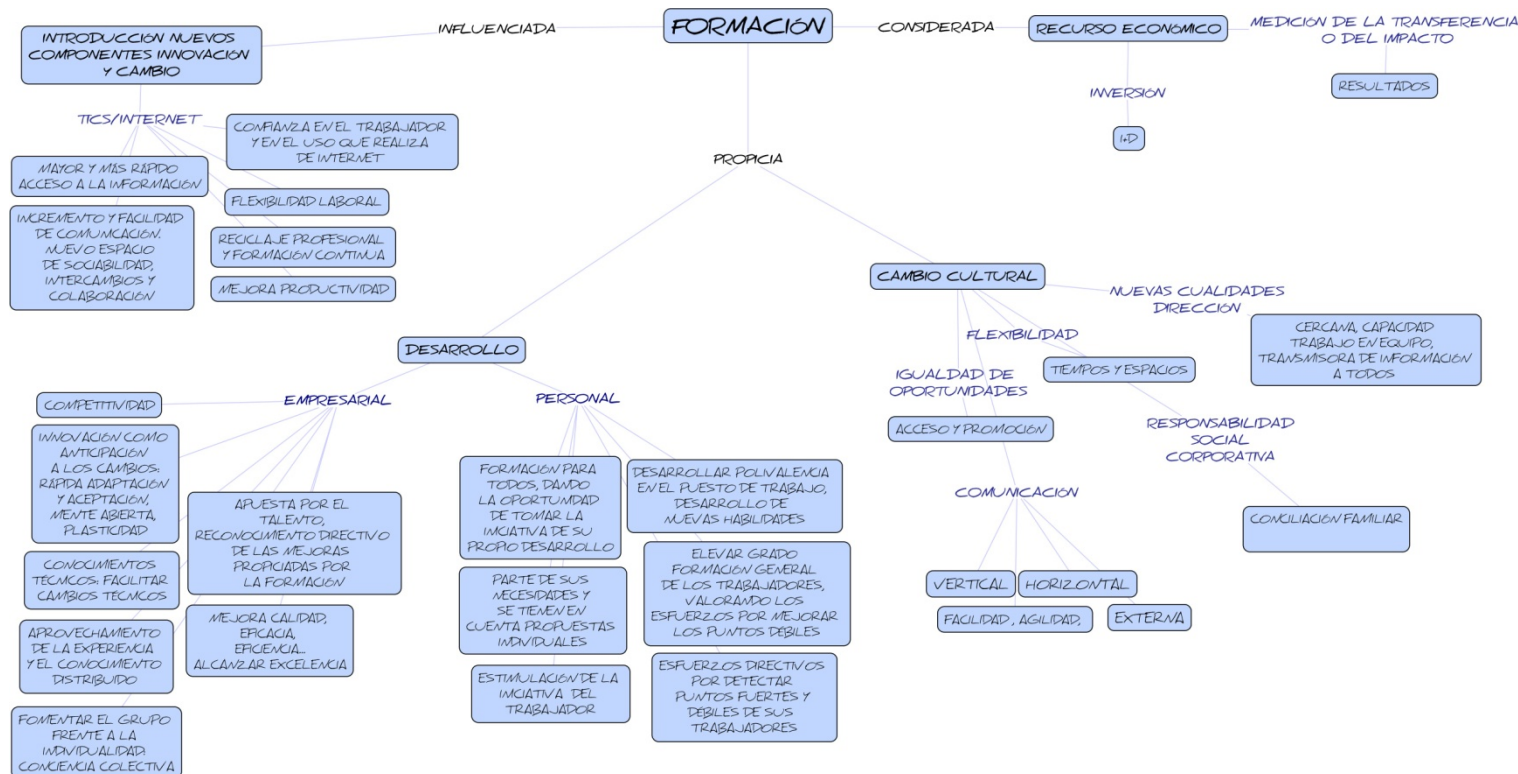 FORMACIÓN
INFLUENCIADA
CONSIDERADA
RECURSO ECONÓMICO
MEDICIÓN DE LA TRANSFERENCIA
O DEL IMPACTO
RESULTADOS
INVERSIÓN
I+D
INTRODUCCIÓN NUEVOS
COMPONENTES INNOVACIÓN
Y CAMBIO
TICS/INTERNET
CONFIANZA EN EL TRABAJADOR
Y EN EL USO QUE REALIZA
DE INTERNET
MAYOR Y MÁS RÁPIDO
ACCESO A LA INFORMACIÓN
FLEXIBILIDAD LABORAL
INCREMENTO Y FACILIDAD
DE COMUNICACIÓN.
NUEVO ESPACIO
DE SOCIABILIDAD,
INTERCAMBIOS Y
COLABORACIÓN
RECICLAJE PROFESIONAL
Y FORMACIÓN CONTINUA
MEJORA PRODUCTIVIDAD
PROPICIA
DESARROLLO
EMPRESARIAL
COMPETITIVIDAD
INNOVACIÓN COMO
ANTICIPACIÓN
A LOS CAMBIOS:
RÁPIDA ADAPTACIÓN
Y ACEPTACIÓN,
MENTE ABIERTA,
PLASTICIDAD
APUESTA POR EL
TALENTO,
RECONOCIMIENTO DIRECTIVO
DE LAS MEJORAS
PROPICIADAS POR
LA FORMACIÓN
CONOCIMIENTOS
TÉCNICOS: FACILITAR
CAMBIOS TÉCNICOS
MEJORA CALIDAD,
EFICACIA,
EFICIENCIA...
ALCANZAR EXCELENCIA
APROVECHAMIENTO
DE LA EXPERIENCIA
Y EL CONOCIMIENTO
DISTRIBUIDO
FOMENTAR EL GRUPO
FRENTE A LA
INDIVIDUALIDAD:
CONCIENCIA COLECTIVA
PERSONAL
FORMACIÓN PARA
TODOS, DANDO
LA OPORTUNIDAD
DE TOMAR LA
INICIATIVA DE SU
PROPIO DESARROLLO
DESARROLLAR POLIVALENCIA
EN EL PUESTO DE TRABAJO,
DESARROLLO DE
NUEVAS HABILIDADES
PARTE DE SUS
NECESIDADES Y
SE TIENEN EN
CUENTA PROPUESTAS
INDIVIDUALES
ELEVAR GRADO
FORMACIÓN GENERAL
DE LOS TRABAJADORES,
VALORANDO LOS
ESFUERZOS POR MEJORAR
LOS PUNTOS DÉBILES
ESTIMULACIÓN DE LA
INICIATIVA DEL
TRABAJADOR
ESFUERZOS DIRECTIVOS
POR DETECTAR
PUNTOS FUERTES Y
DÉBILES DE SUS
TRABAJADORES
CAMBIO CULTURAL
NUEVAS CUALIDADES
DIRECCIÓN
CERCANA, CAPACIDAD
TRABAJO EN EQUIPO,
TRANSMISORA DE INFORMACIÓN
A TODOS
FLEXIBILIDAD
TIEMPOS Y ESPACIOS
IGUALDAD DE
OPORTUNIDADES
ACCESO Y PROMOCIÓN
RESPONSABILIDAD
SOCIAL
CORPORATIVA
CONCILIACIÓN FAMILIAR
COMUNICACIÓN
VERTICAL
HORIZONTAL
FACILIDAD, AGILIDAD,
EXTERNA